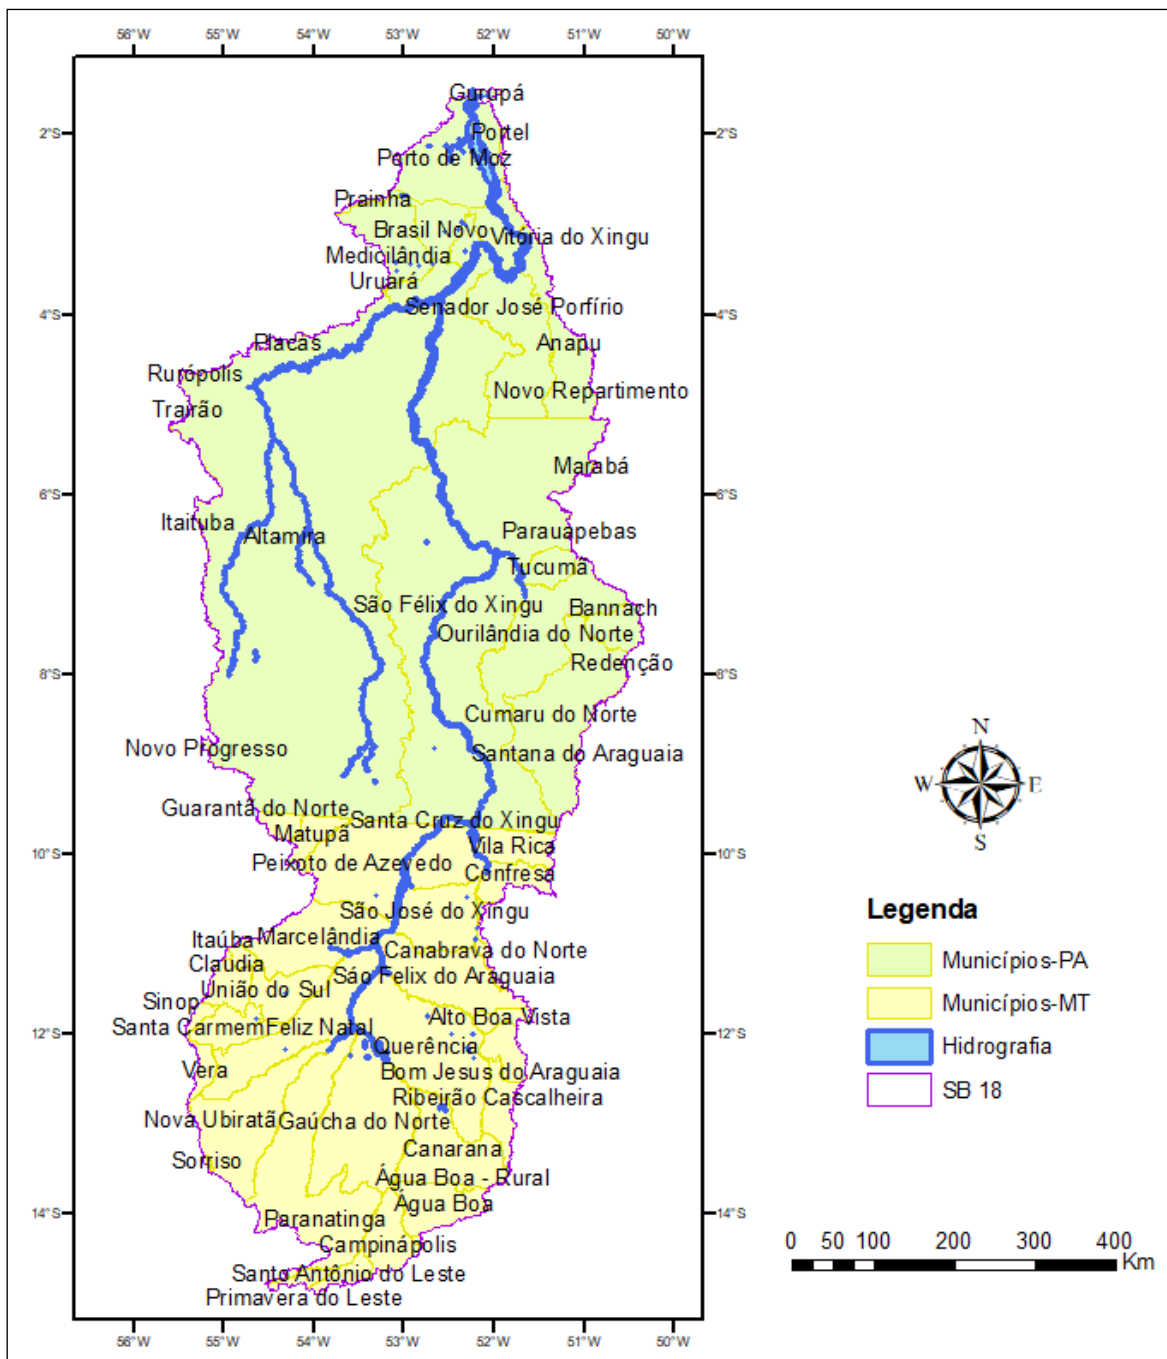 56°W 55°W 54°W 53°W 52°W 51°W 50°W
Gurupá
2°S 2°S
Portel
Porto de Moz
Prainha
Brasil Novo
Vitória do Xingu
Medicilândia
Uruará
Senador José Porfírio
4°S 4°S
Placas
Anapu
Rurópolis
Novo Repartimento
Trairão
Marabá
6°S 6°S
Itaituba
Parauapebas
Altamira
Tucumã
São Félix do Xingu
Bannach
Ourilândia do Norte
Redenção
8°S 8°S
Cumaru do Norte
Novo Progresso
Santana do Araguaia
Guarantã do Norte
Santa Cruz do Xingu
Matupã
Vila Rica
10°S 10°S
Peixoto de Azevedo
Confresa
São José do Xingu
Itaúba
Marcelândia
Canabrava do Norte
Claudia
São Felix do Araguaia
União do Sul
Sinop
Alto Boa Vista
12°S 12°S
Santa Carmem
Feliz Natal
Querência
Vera
Bom Jesus do Araguaia
Ribeirão Cascalheira
Nova Ubiratã
Gaúcha do Norte
Canarana
Sorriso
Água Boa - Rural
Água Boa
14°S 14°S
Paranatinga
Campinápolis
Santo Antônio do Leste
Primavera do Leste
56°W 55°W 54°W 53°W 52°W 51°W 50°W
N
W E
S
Legenda
Municípios-PA
Municípios-MT
Hidrografia
SB 18
0 50 100 200 300 400
Km